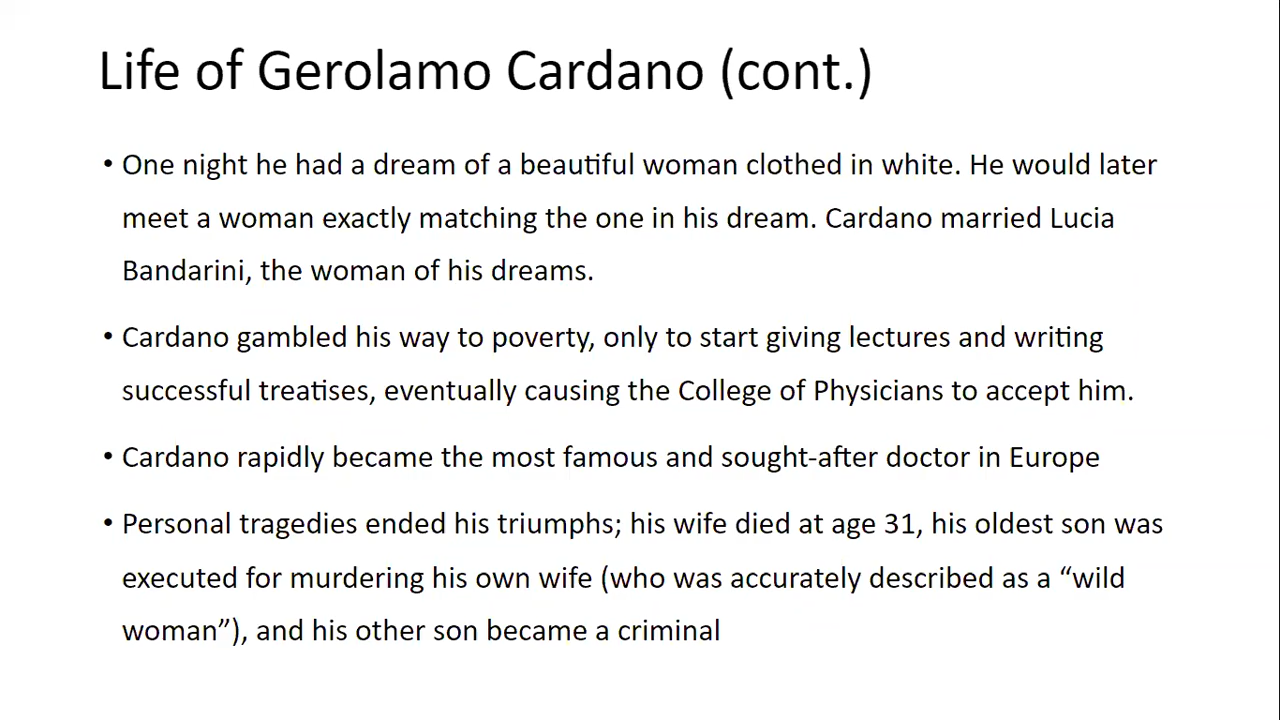 Life of Gerolamo Cardano (cont.)
• One night he had a dream of a beautiful woman clothed in white. He would later
meet a woman exactly matching the one in his dream. Cardano married Lucia
Bandarini, the woman of his dreams.
• Cardano gambled his way to poverty, only to start giving lectures and writing
successful treatises, eventually causing the College of Physicians to accept him.
• Cardano rapidly became the most famous and sought-after doctor in Europe
• Personal tragedies ended his triumphs; his wife died at age 31, his oldest son was
executed for murdering his own wife (who was accurately described as a “wild
woman”), and his other son became a criminal